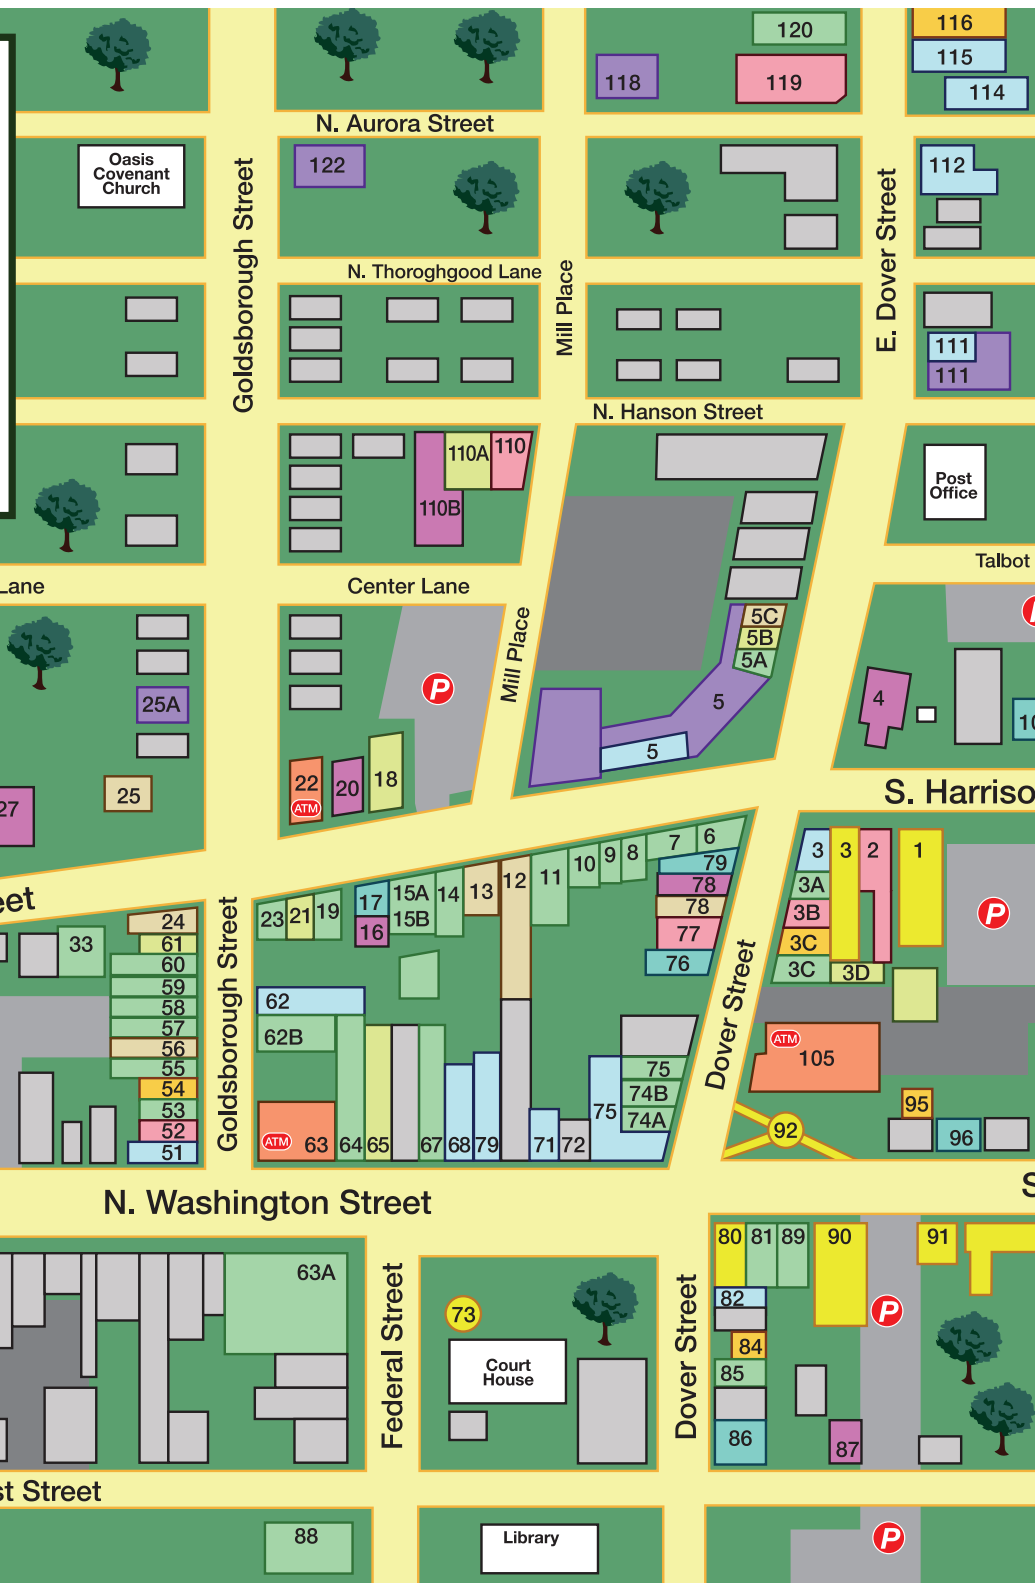 120
116
115
114
118
119
N. Aurora Street
Oasis
Covenant
Church
122
112
Goldsborough Street
E. Dover Street
N. Thoroghgood Lane
Mill Place
111
111
N. Hanson Street
110A
110
110B
Post
Office
Lane
Center Lane
Talbot
P
5C
5B
5A
Mill Place
P
25A
5
4
10
5
22
ATM
20
18
27
25
S. Harriso
eet
7
6
79
78
78
77
76
3
3
2
1
3A
3B
3C
3C
3D
P
24
61
60
59
58
57
56
55
54
53
52
51
33
Goldsborough Street
23
21
19
17
16
15A
15B
14
13
12
11
10
9
8
Dover Street
62
62B
ATM
63
64
65
67
68
79
71
72
75
75
74B
74A
ATM
105
92
95
96
N. Washington Street
S
63A
Federal Street
73
Court
House
Dover Street
80
81
89
90
91
82
84
85
86
87
P
st Street
88
Library
P